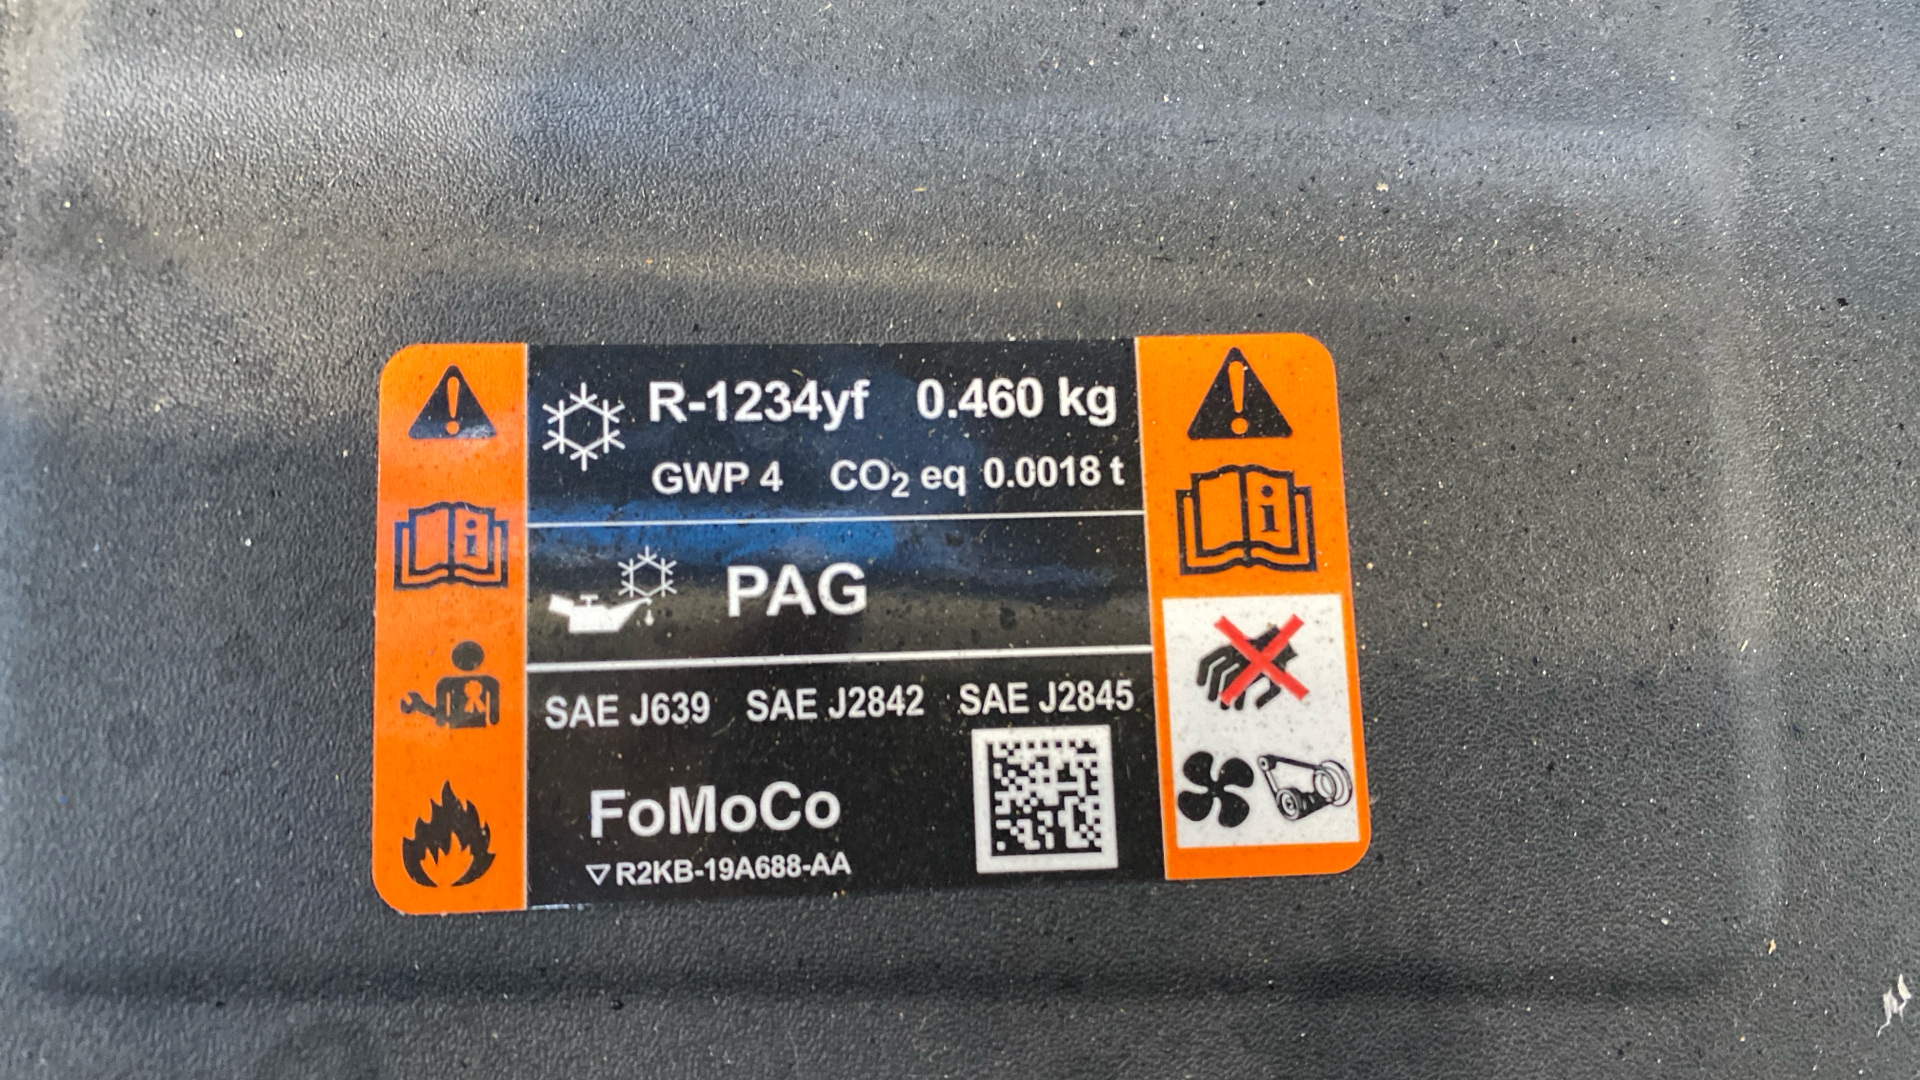 R-1234yf 0.460 kg
GWP 4 CO₂ eq 0.0018 t
PAG
SAE J639 SAE J2842 SAE J2845
FoMoCo
R2KB-19A688-AA